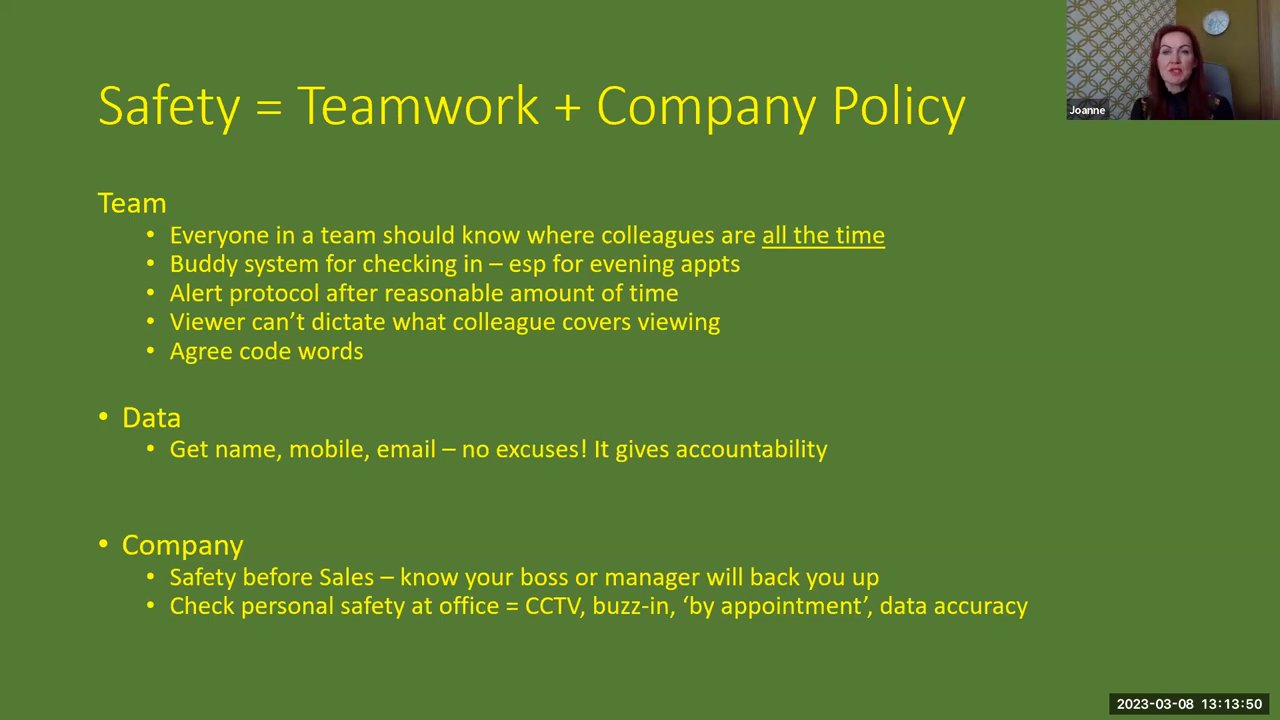 Safety = Teamwork + Company Policy
Joanne
Team
• Everyone in a team should know where colleagues are all the time
• Buddy system for checking in – esp for evening appts
• Alert protocol after reasonable amount of time
• Viewer can’t dictate what colleague covers viewing
• Agree code words
• Data
• Get name, mobile, email – no excuses! It gives accountability
• Company
• Safety before Sales – know your boss or manager will back you up
• Check personal safety at office = CCTV, buzz-in, ‘by appointment’, data accuracy
2023-03-08 13:13:50